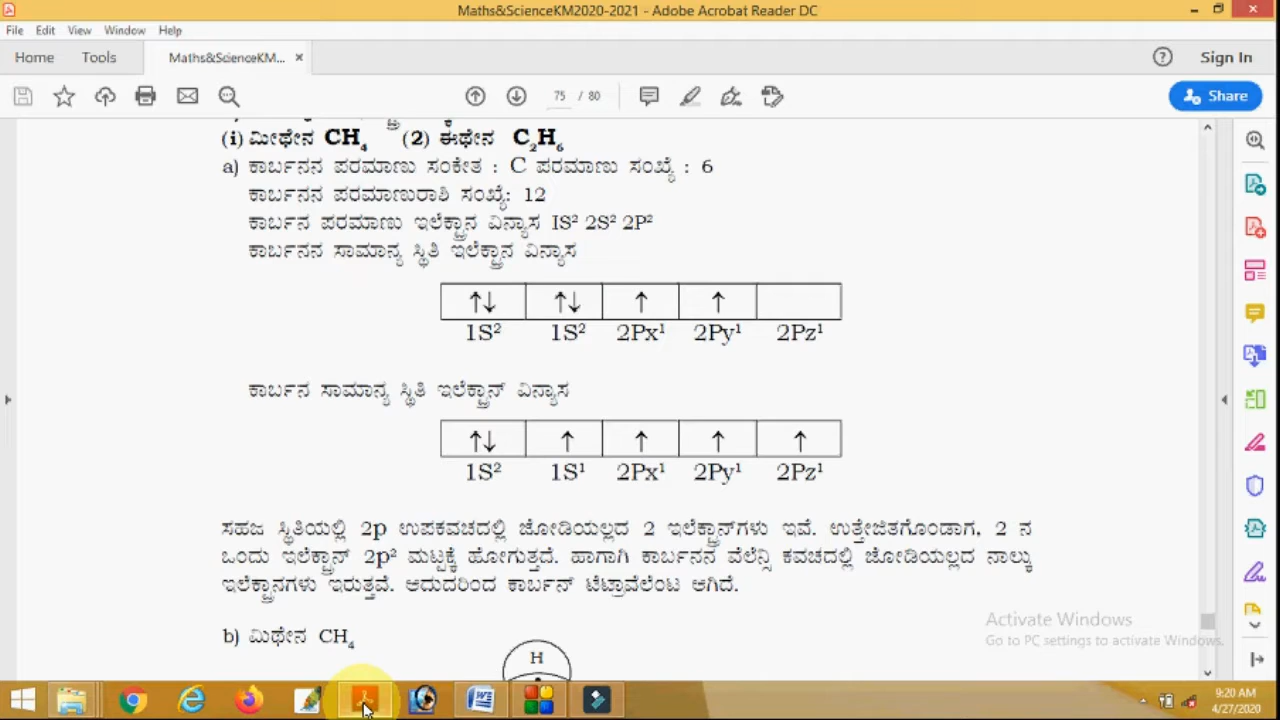 Maths&ScienceKM2020-2021 - Adobe Acrobat Reader DC
File Edit View Window Help
Home Tools Maths&ScienceKM... × Sign In
75 / 80 Share
(i) ಮೀಥೇನ CH₄ (2) ಈಥೇನ C₂H₆
a) ಕಾರ್ಬನನ ಪರಮಾಣು ಸಂಕೇತ : C ಪರಮಾಣು ಸಂಖ್ಯೆ : 6
ಕಾರ್ಬನನ ಪರಮಾಣುರಾಶಿ ಸಂಖ್ಯೆ: 12
ಕಾರ್ಬನ ಪರಮಾಣು ಇಲೆಕ್ಟ್ರಾನ ವಿನ್ಯಾಸ IS² 2S² 2P²
ಕಾರ್ಬನನ ಸಾಮಾನ್ಯ ಸ್ಥಿತಿ ಇಲೆಕ್ಟ್ರಾನ ವಿನ್ಯಾಸ
↑↓ ↑↓ ↑ ↑
1S² 1S² 2Px¹ 2Py¹ 2Pz¹
ಕಾರ್ಬನ ಸಾಮಾನ್ಯ ಸ್ಥಿತಿ ಇಲೆಕ್ಟ್ರಾನ್ ವಿನ್ಯಾಸ
↑↓ ↑ ↑ ↑ ↑
1S² 1S¹ 2Px¹ 2Py¹ 2Pz¹
ಸಹಜ ಸ್ಥಿತಿಯಲ್ಲಿ 2p ಉಪಕವಚದಲ್ಲಿ ಜೋಡಿಯಲ್ಲದ 2 ಇಲೆಕ್ಟ್ರಾನ್‌ಗಳು ಇವೆ. ಉತ್ತೇಜಿತಗೊಂಡಾಗ, 2 ನ
ಒಂದು ಇಲೆಕ್ಟ್ರಾನ್ 2p² ಮಟ್ಟಕ್ಕೆ ಹೋಗುತ್ತದೆ. ಹಾಗಾಗಿ ಕಾರ್ಬನನ ವೆಲೆನ್ಸಿ ಕವಚದಲ್ಲಿ ಜೋಡಿಯಲ್ಲದ ನಾಲ್ಕು
ಇಲೆಕ್ಟ್ರಾನಗಳು ಇರುತ್ತವೆ. ಆದುದರಿಂದ ಕಾರ್ಬನ್ ಟೆಟ್ರಾವೆಲೆಂಟ ಆಗಿದೆ.
b) ಮಿಥೇನ CH₄
H
Activate Windows
Go to PC settings to activate Windows.
9:20 AM
4/27/2020